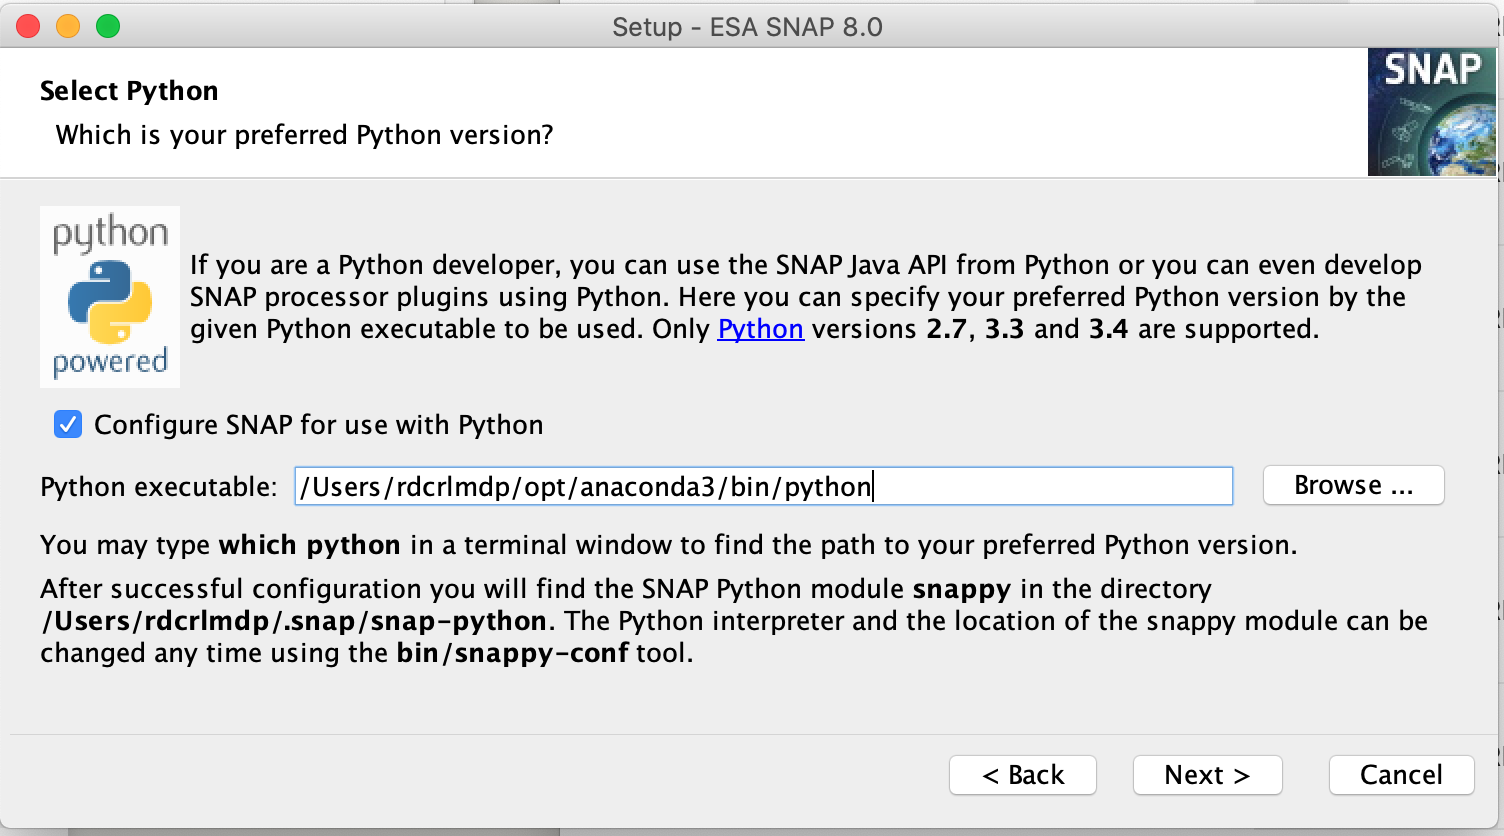 Setup - ESA SNAP 8.0
Select Python
Which is your preferred Python version?
SNAP
python
powered
If you are a Python developer, you can use the SNAP Java API from Python or you can even develop
SNAP processor plugins using Python. Here you can specify your preferred Python version by the
given Python executable to be used. Only Python versions 2.7, 3.3 and 3.4 are supported.
Configure SNAP for use with Python
Python executable: /Users/rdcrlmdp/opt/anaconda3/bin/python Browse ...
You may type which python in a terminal window to find the path to your preferred Python version.
After successful configuration you will find the SNAP Python module snappy in the directory
/Users/rdcrlmdp/.snap/snap-python. The Python interpreter and the location of the snappy module can be
changed any time using the bin/snappy-conf tool.
< Back Next > Cancel